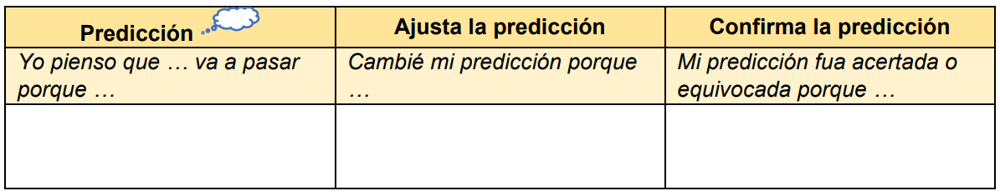 Predicción
Ajusta la predicción
Confirma la predicción
Yo pienso que … va a pasar
porque …
Cambié mi predicción porque
…
Mi predicción fua acertada o
equivocada porque …